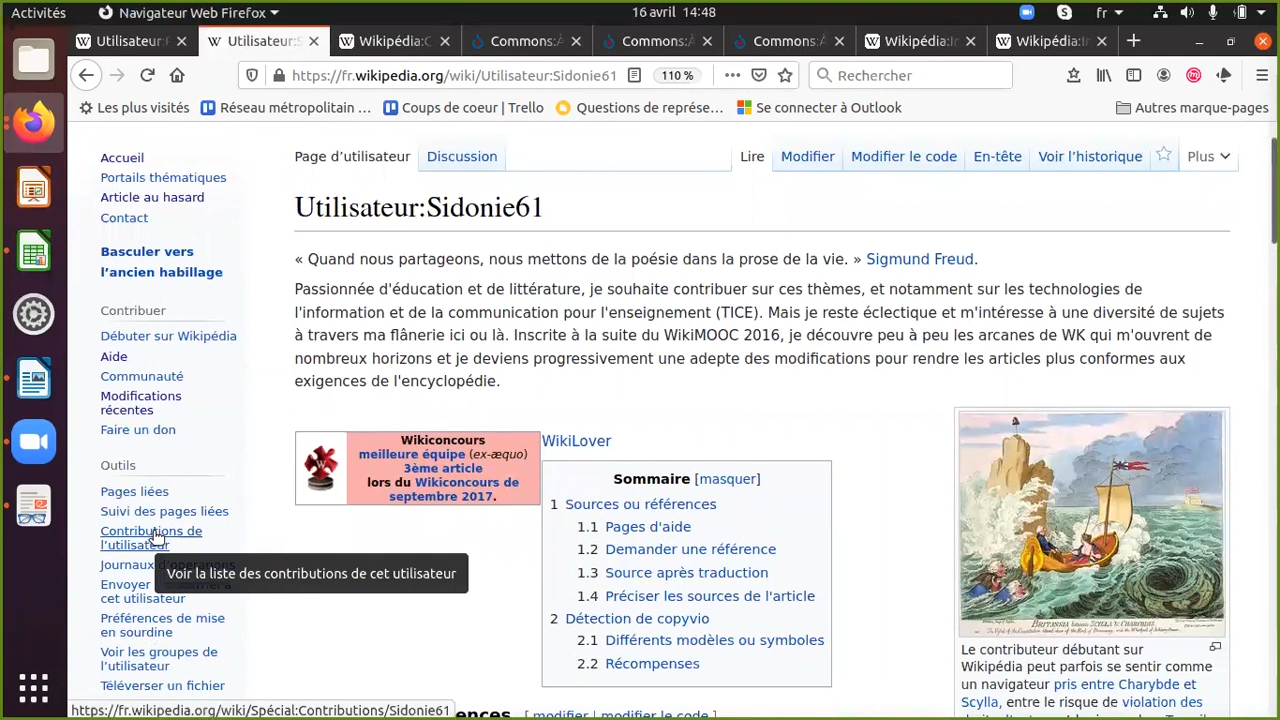 Activités
Navigateur Web Firefox
16 avril 14:48
fr
Utilisateur:
Utilisateur:S
Wikipédia:C
Commons:À
Commons:À
Commons:À
Wikipédia:In
Wikipédia:In
https://fr.wikipedia.org/wiki/Utilisateur:Sidonie61
110 %
Rechercher
Les plus visités
Réseau métropolitain …
Coups de oeur | Trello
Questions de représe…
Se connecter à Outlook
Autres marque-pages
Accueil
Portails thématiques
Article au hasard
Contact
Basculer vers
l’ancien habillage
Contribuer
Débuter sur Wikipédia
Aide
Communauté
Modifications
récentes
Faire un don
Outils
Pages liées
Suivi des pages liées
Contributions de
l’utilisateur
Journaux d'opérations
Envoyer
cet utilisateur
Préférences de mise
en sourdine
Voir les groupes de
l’utilisateur
Téléverser un fichier
Voir la liste des contributions de cet utilisateur
https://fr.wikipedia.org/wiki/Spécial:Contributions/Sidonie61
Page d’utilisateur
Discussion
Lire
Modifier
Modifier le code
En-tête
Voir l’historique
Plus
Utilisateur:Sidonie61
« Quand nous partageons, nous mettons de la poésie dans la prose de la vie. » Sigmund Freud.
Passionnée d'éducation et de littérature, je souhaite contribuer sur ces thèmes, et notamment sur les technologies de
l'information et de la communication pour l'enseignement (TICE). Mais je reste éclectique et m'intéresse à une diversité de sujets
à travers ma flânerie ici ou là. Inscrite à la suite du WikiMOOC 2016, je découvre peu à peu les arcanes de WK qui m'ouvrent de
nombreux horizons et je deviens progressivement une adepte des modifications pour rendre les articles plus conformes aux
exigences de l'encyclopédie.
Wikiconcours
meilleure équipe (ex-æquo)
3ème article
lors du Wikiconcours de
septembre 2017.
WikiLover
Sommaire [masquer]
1 Sources ou références
1.1 Pages d'aide
1.2 Demander une référence
1.3 Source après traduction
1.4 Préciser les sources de l'article
2 Détection de copyvio
2.1 Différents modèles ou symboles
2.2 Récompenses
ences [ modifier | modifier le code ]
BRITANNIA between SCYLLA & CHARYBDIS
Le contributeur débutant sur
Wikipédia peut parfois se sentir comme
un navigateur pris entre Charybde et
Scylla, entre le risque de violation des